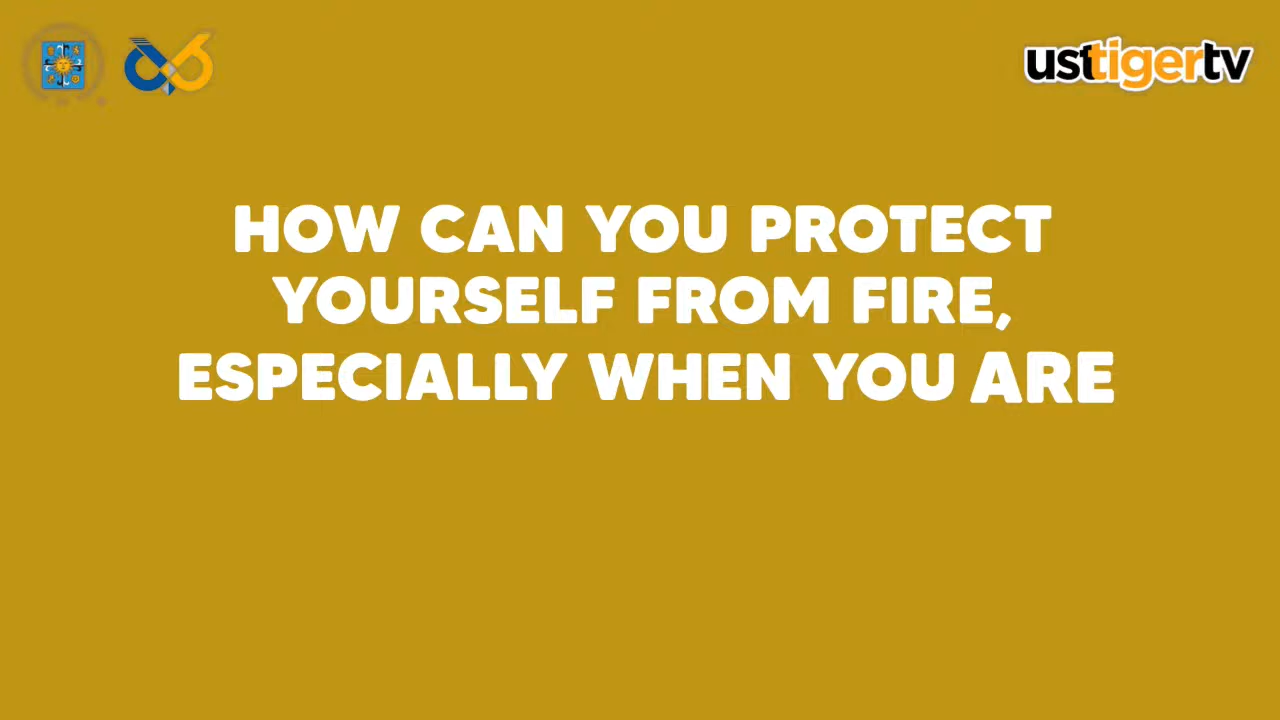 usttigertv
HOW CAN YOU PROTECT
YOURSELF FROM FIRE,
ESPECIALLY WHEN YOU ARE